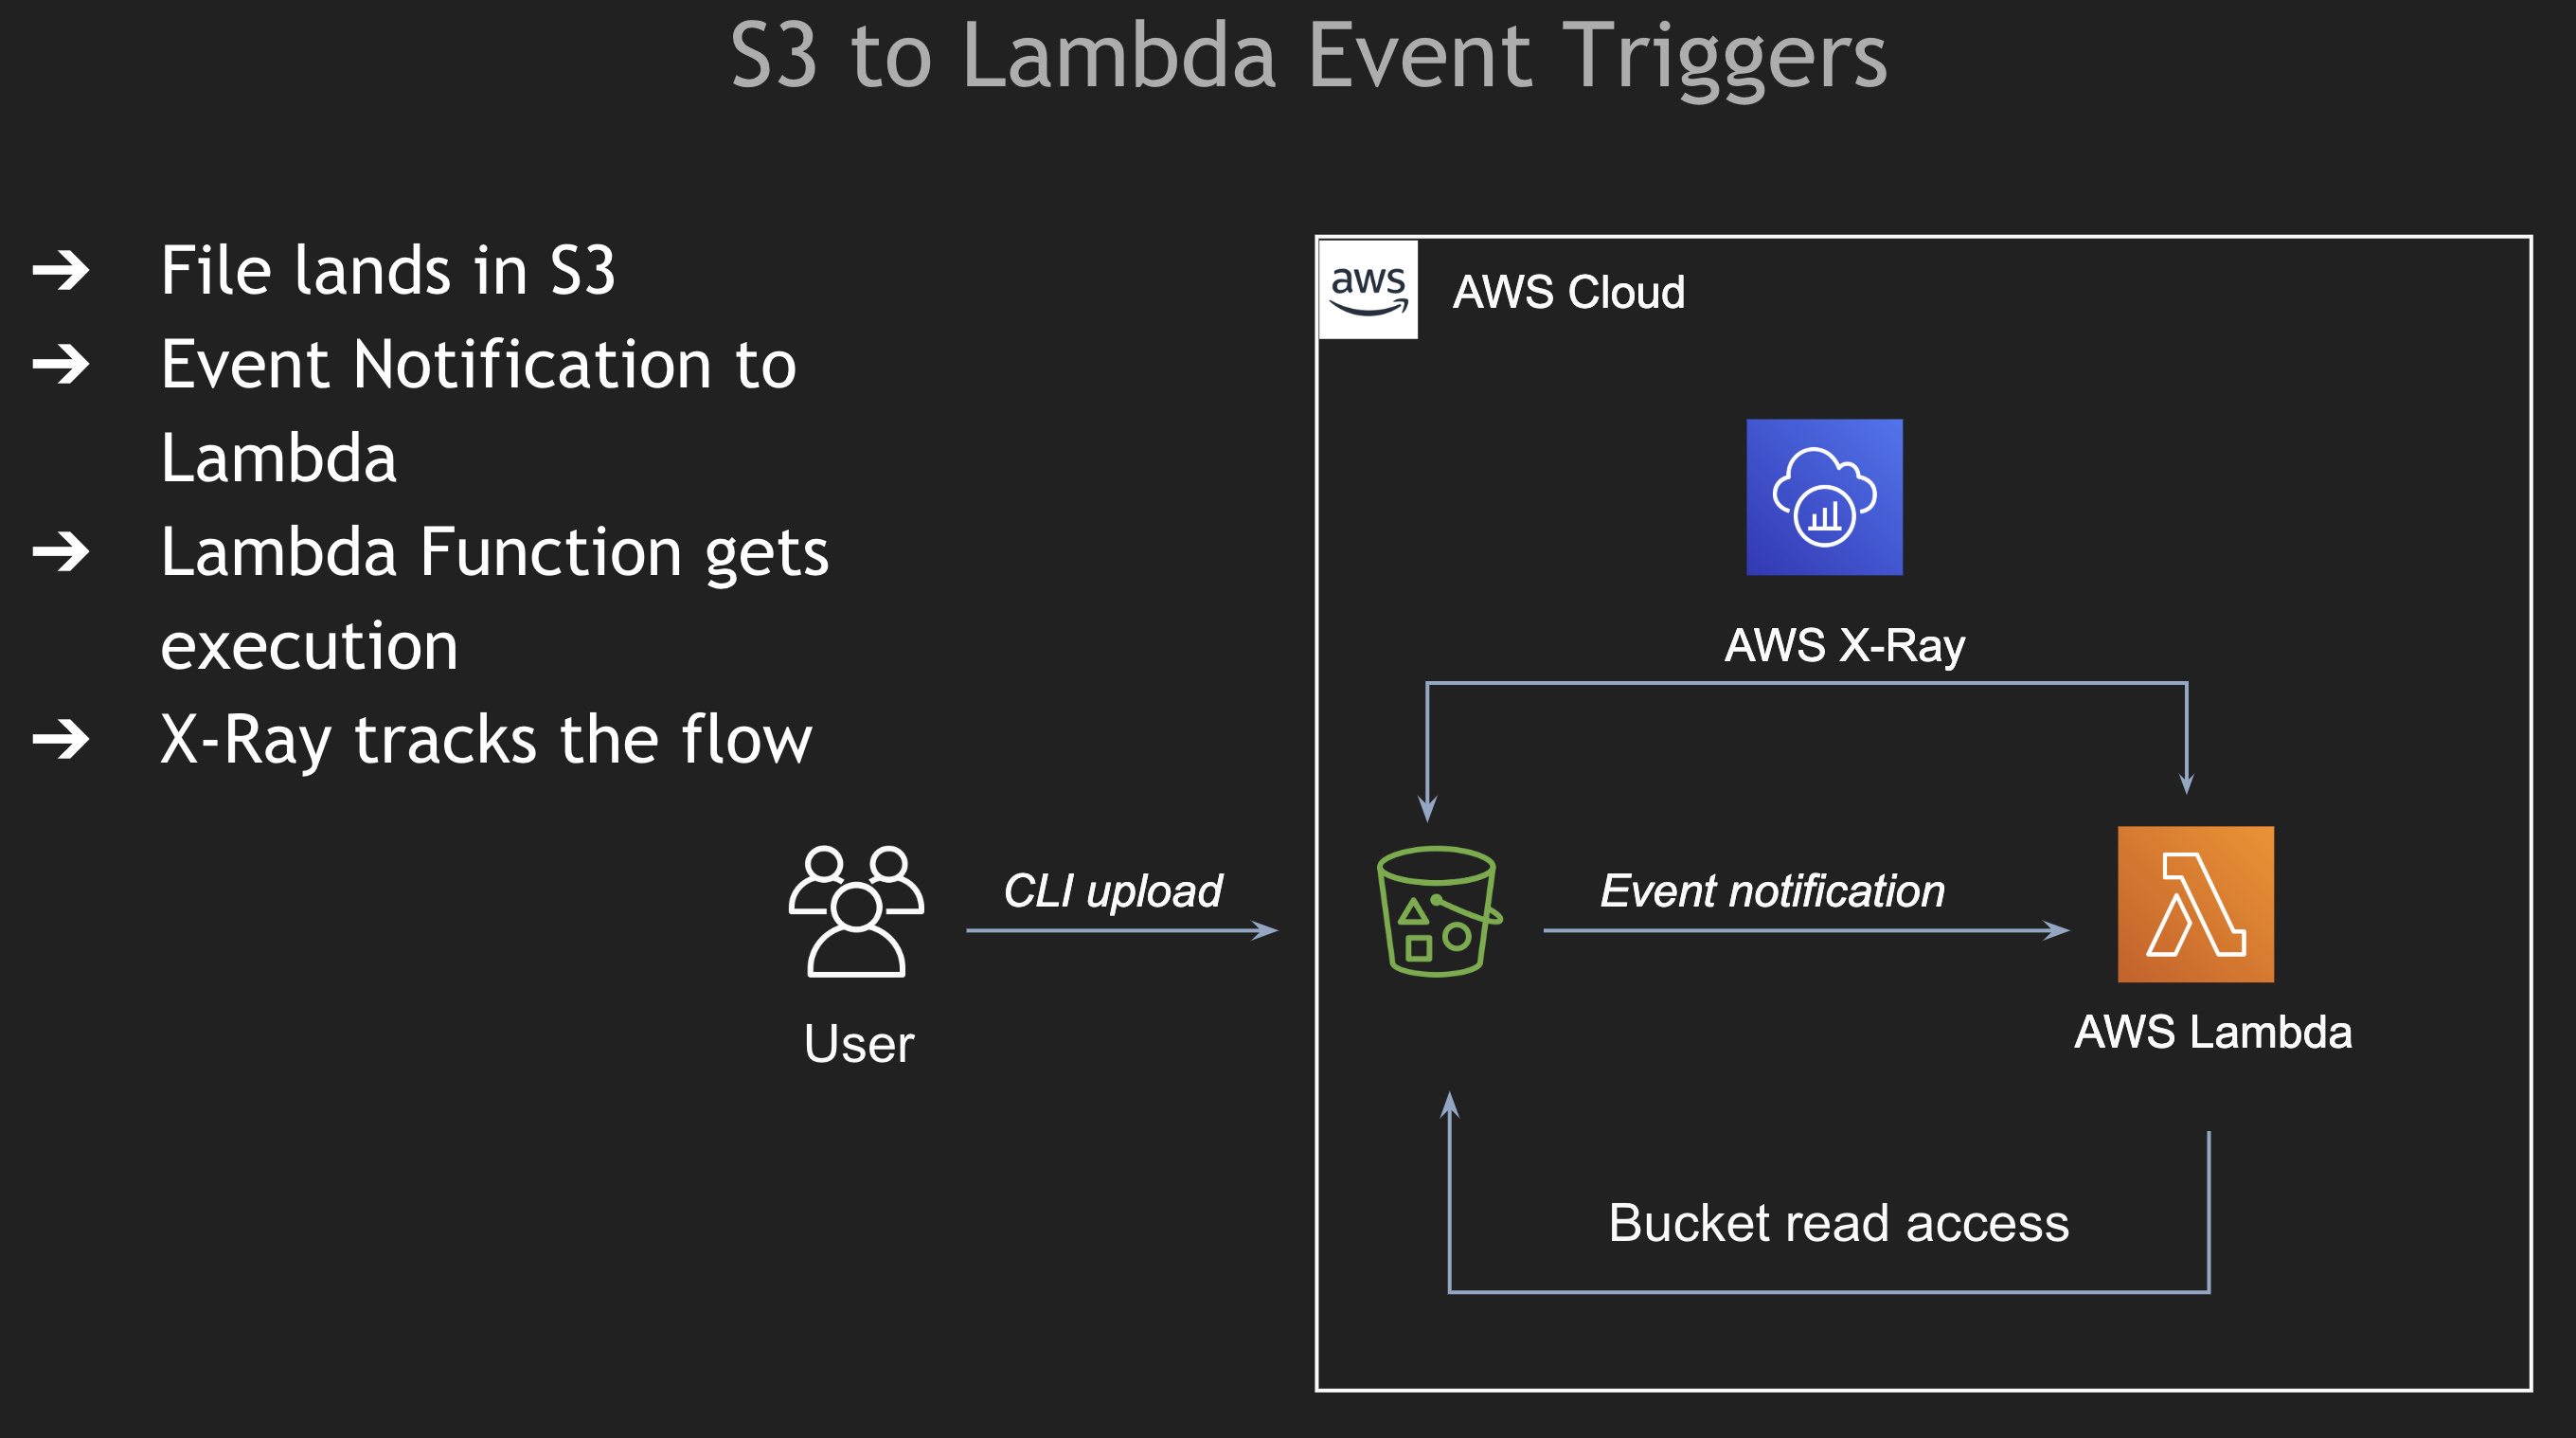 S3 to Lambda Event Triggers
➔ File lands in S3
➔ Event Notification to
Lambda
➔ Lambda Function gets
execution
➔ X-Ray tracks the flow
aws
AWS Cloud
AWS X-Ray
CLI upload
Event notification
User
AWS Lambda
Bucket read access